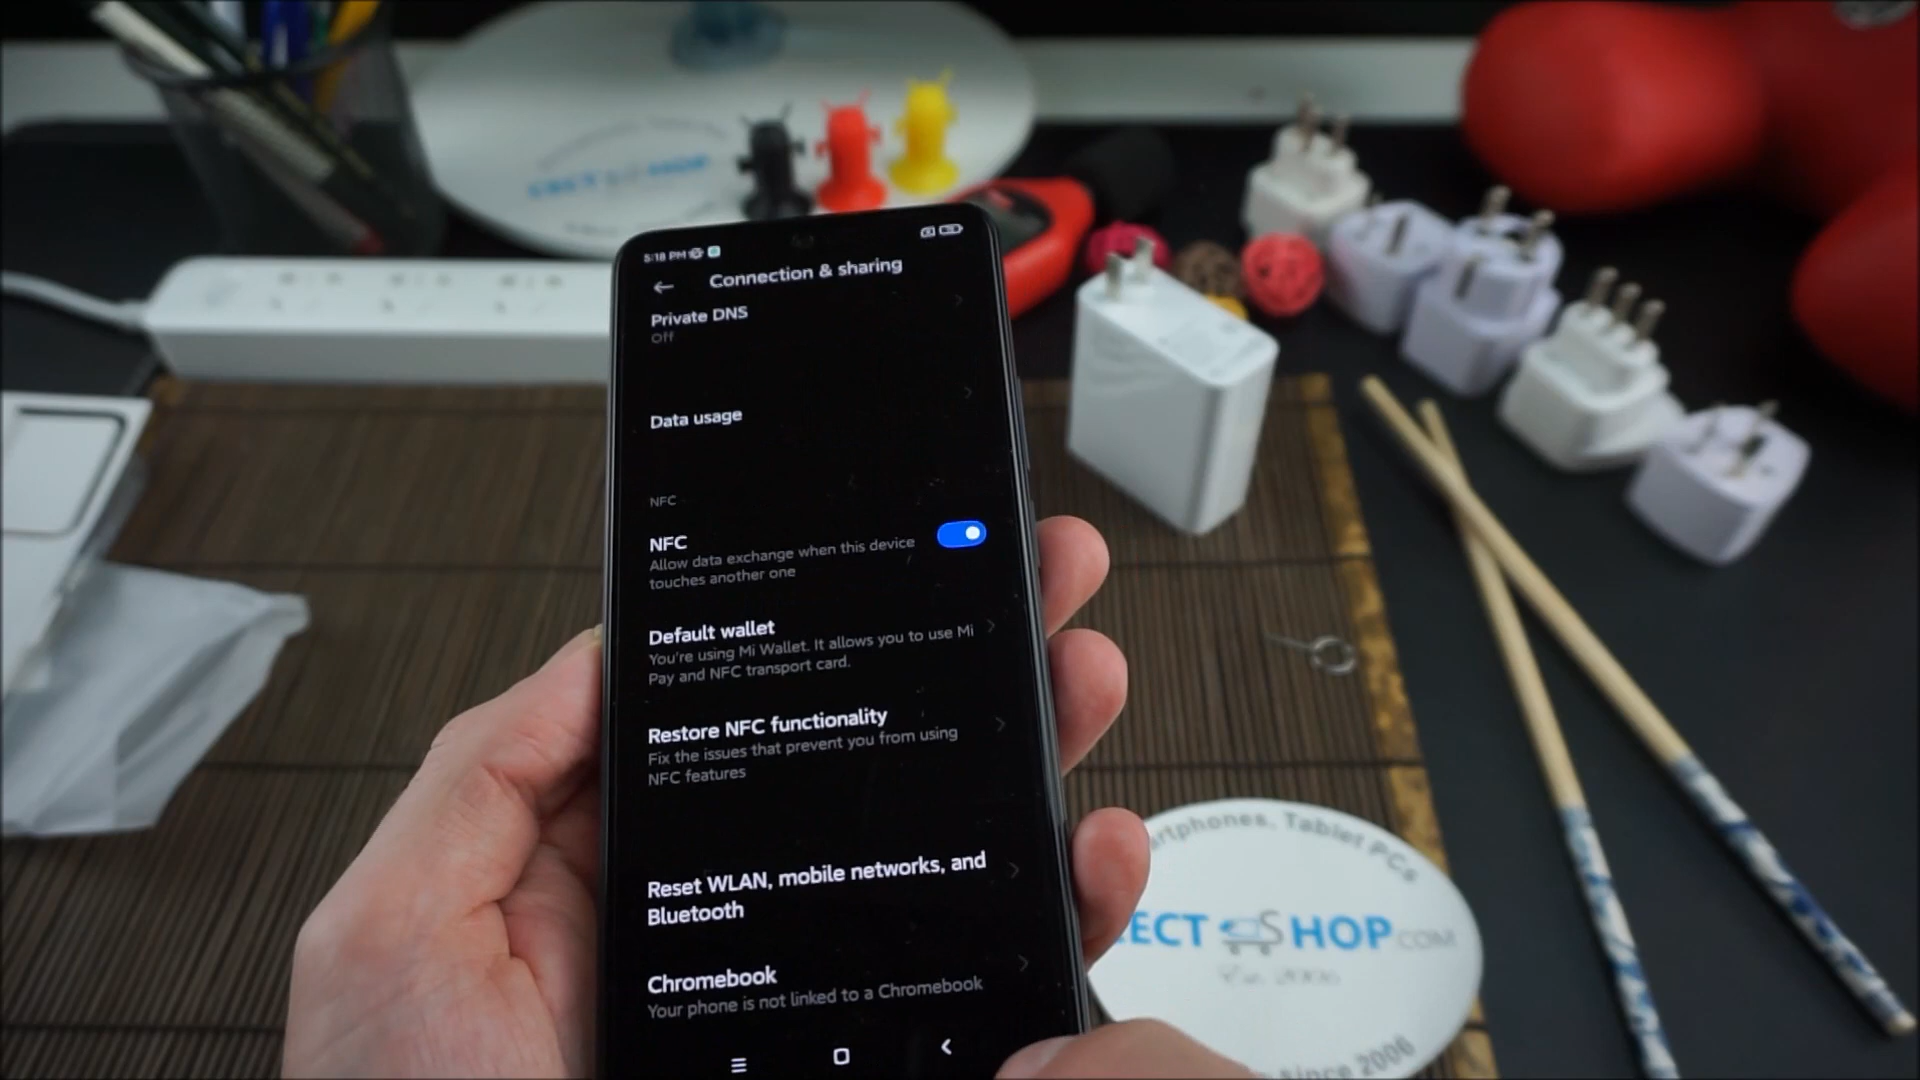 5:18 PM
Connection & sharing
Private DNS
Off
Data usage
NFC
NFC
Allow data exchange when this device
touches another one
Default wallet
You're using Mi Wallet. It allows you to use Mi
Pay and NFC transport card.
Restore NFC functionality
Fix the issues that prevent you from using
NFC features
Reset WLAN, mobile networks, and
Bluetooth
Chromebook
Your phone is not linked to a Chromebook
Tablet PCs
SHOP.COM
since 2006